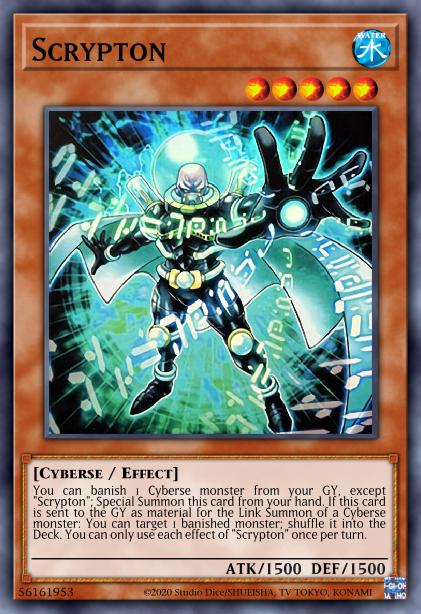 Scrypton
WATER
水
[Cyberse / Effect]
You can banish 1 Cyberse monster from your GY, except
"Scrypton"; Special Summon this card from your hand. If this card
is sent to the GY as material for the Link Summon of a Cyberse
monster: You can target 1 banished monster; shuffle it into the
Deck. You can only use each effect of "Scrypton" once per turn.
ATK/1500 DEF/1500
56161953
©2020 Studio Dice/SHUEISHA, TV TOKYO, KONAMI